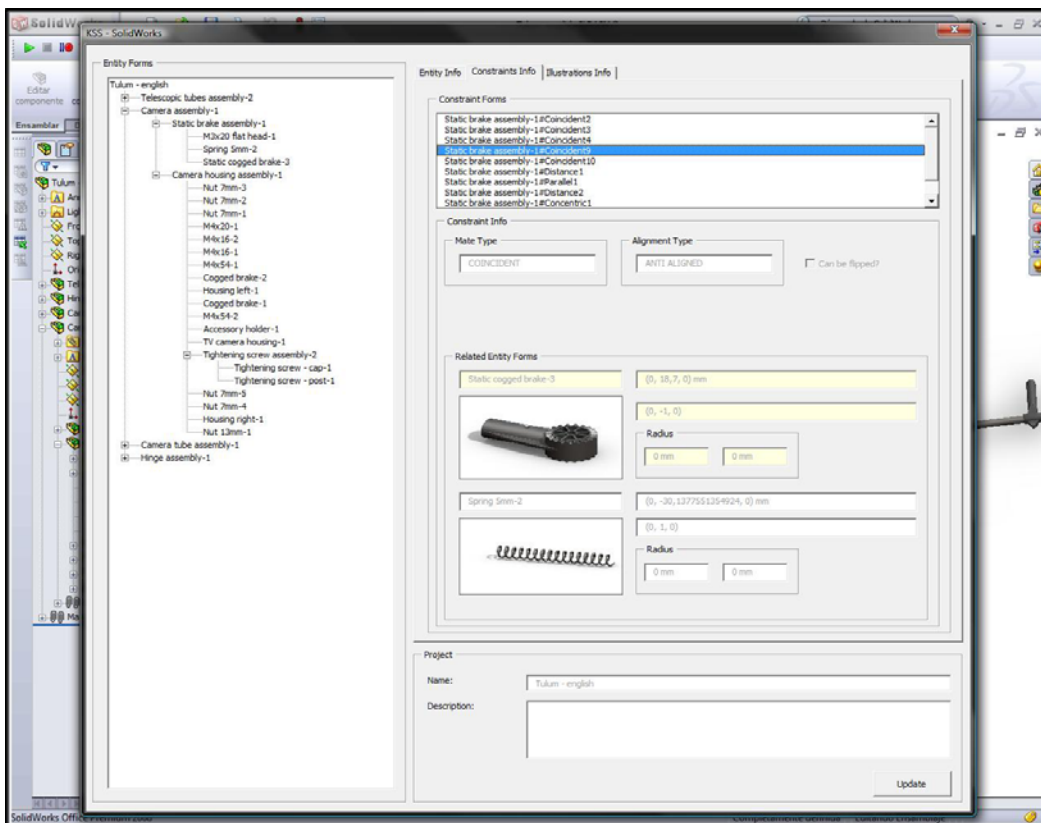 SolidW
KSS - SolidWorks
Editar
componente
Ensamblar
Tulum
Entity Forms
Tulum - english
Telescopic tubes assembly-2
Camera assembly-1
Static brake assembly-1
M3x20 flat head-1
Spring 5mm-2
Static cogged brake-3
Camera housing assembly-1
Nut 7mm-3
Nut 7mm-2
Nut 7mm-1
M4x20-1
M4x16-2
M4x16-1
M4x54-1
Cogged brake-2
Housing left-1
Cogged brake-1
M4x54-2
Accessory holder-1
TV camera housing-1
Tightening screw assembly-2
Tightening screw - cap-1
Tightening screw - post-1
Nut 7mm-5
Nut 7mm-4
Housing right-1
Nut 13mm-1
Camera tube assembly-1
Hinge assembly-1
Entity Info Constraints Info Illustrations Info
Constraint Forms
Static brake assembly-1#Coincident2
Static brake assembly-1#Coincident3
Static brake assembly-1#Coincident4
Static brake assembly-1#Coincident9
Static brake assembly-1#Coincident10
Static brake assembly-1#Distance1
Static brake assembly-1#Parallel1
Static brake assembly-1#Distance2
Static brake assembly-1#Concentric1
Constraint Info
Mate Type Alignment Type
COINCIDENT ANTI ALIGNED Can be flipped?
Related Entity Forms
Static cogged brake-3 (0, 18,7, 0) mm
(0, -1, 0)
Radius
0 mm 0 mm
Spring 5mm-2 (0, -30,1377551354924, 0) mm
(0, 1, 0)
Radius
0 mm 0 mm
Project
Name: Tulum - english
Description:
Update
SolidWorks Office Premium 2008